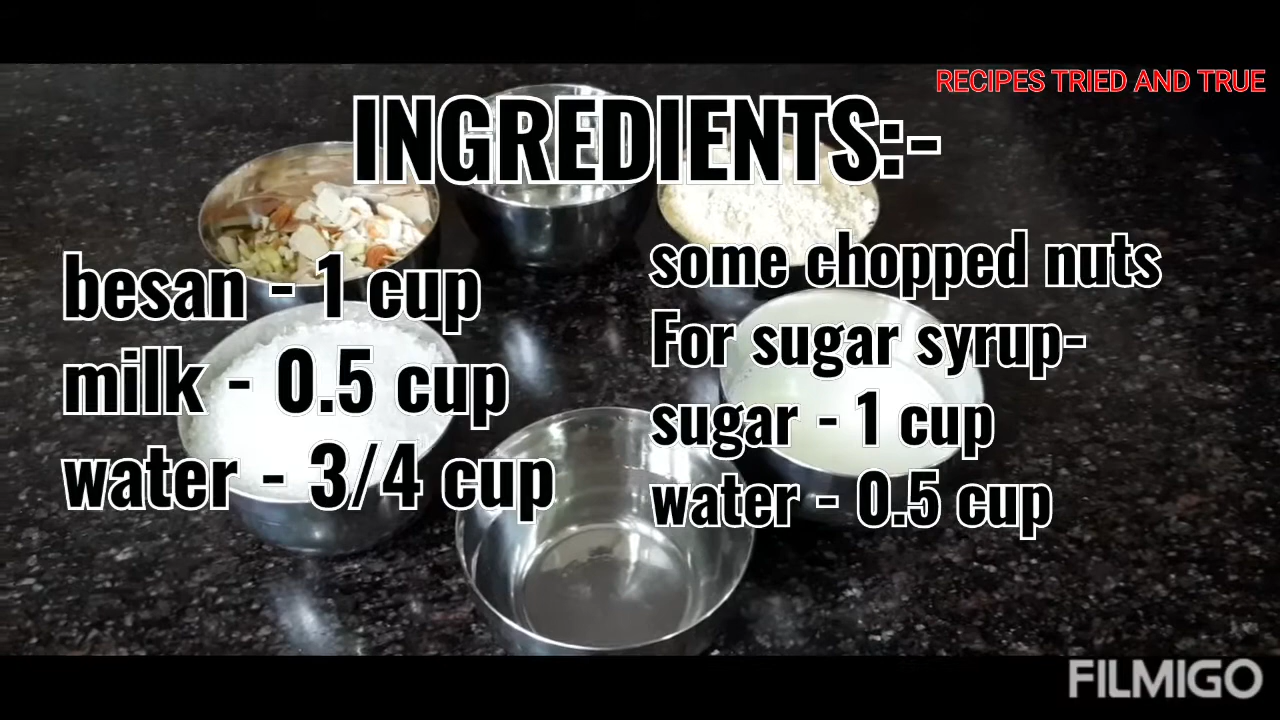 RECIPES TRIED AND TRUE
INGREDIENTS:-
besan - 1 cup
milk - 0.5 cup
water - 3/4 cup
some chopped nuts
For sugar syrup-
sugar - 1 cup
water - 0.5 cup
FILMIGO